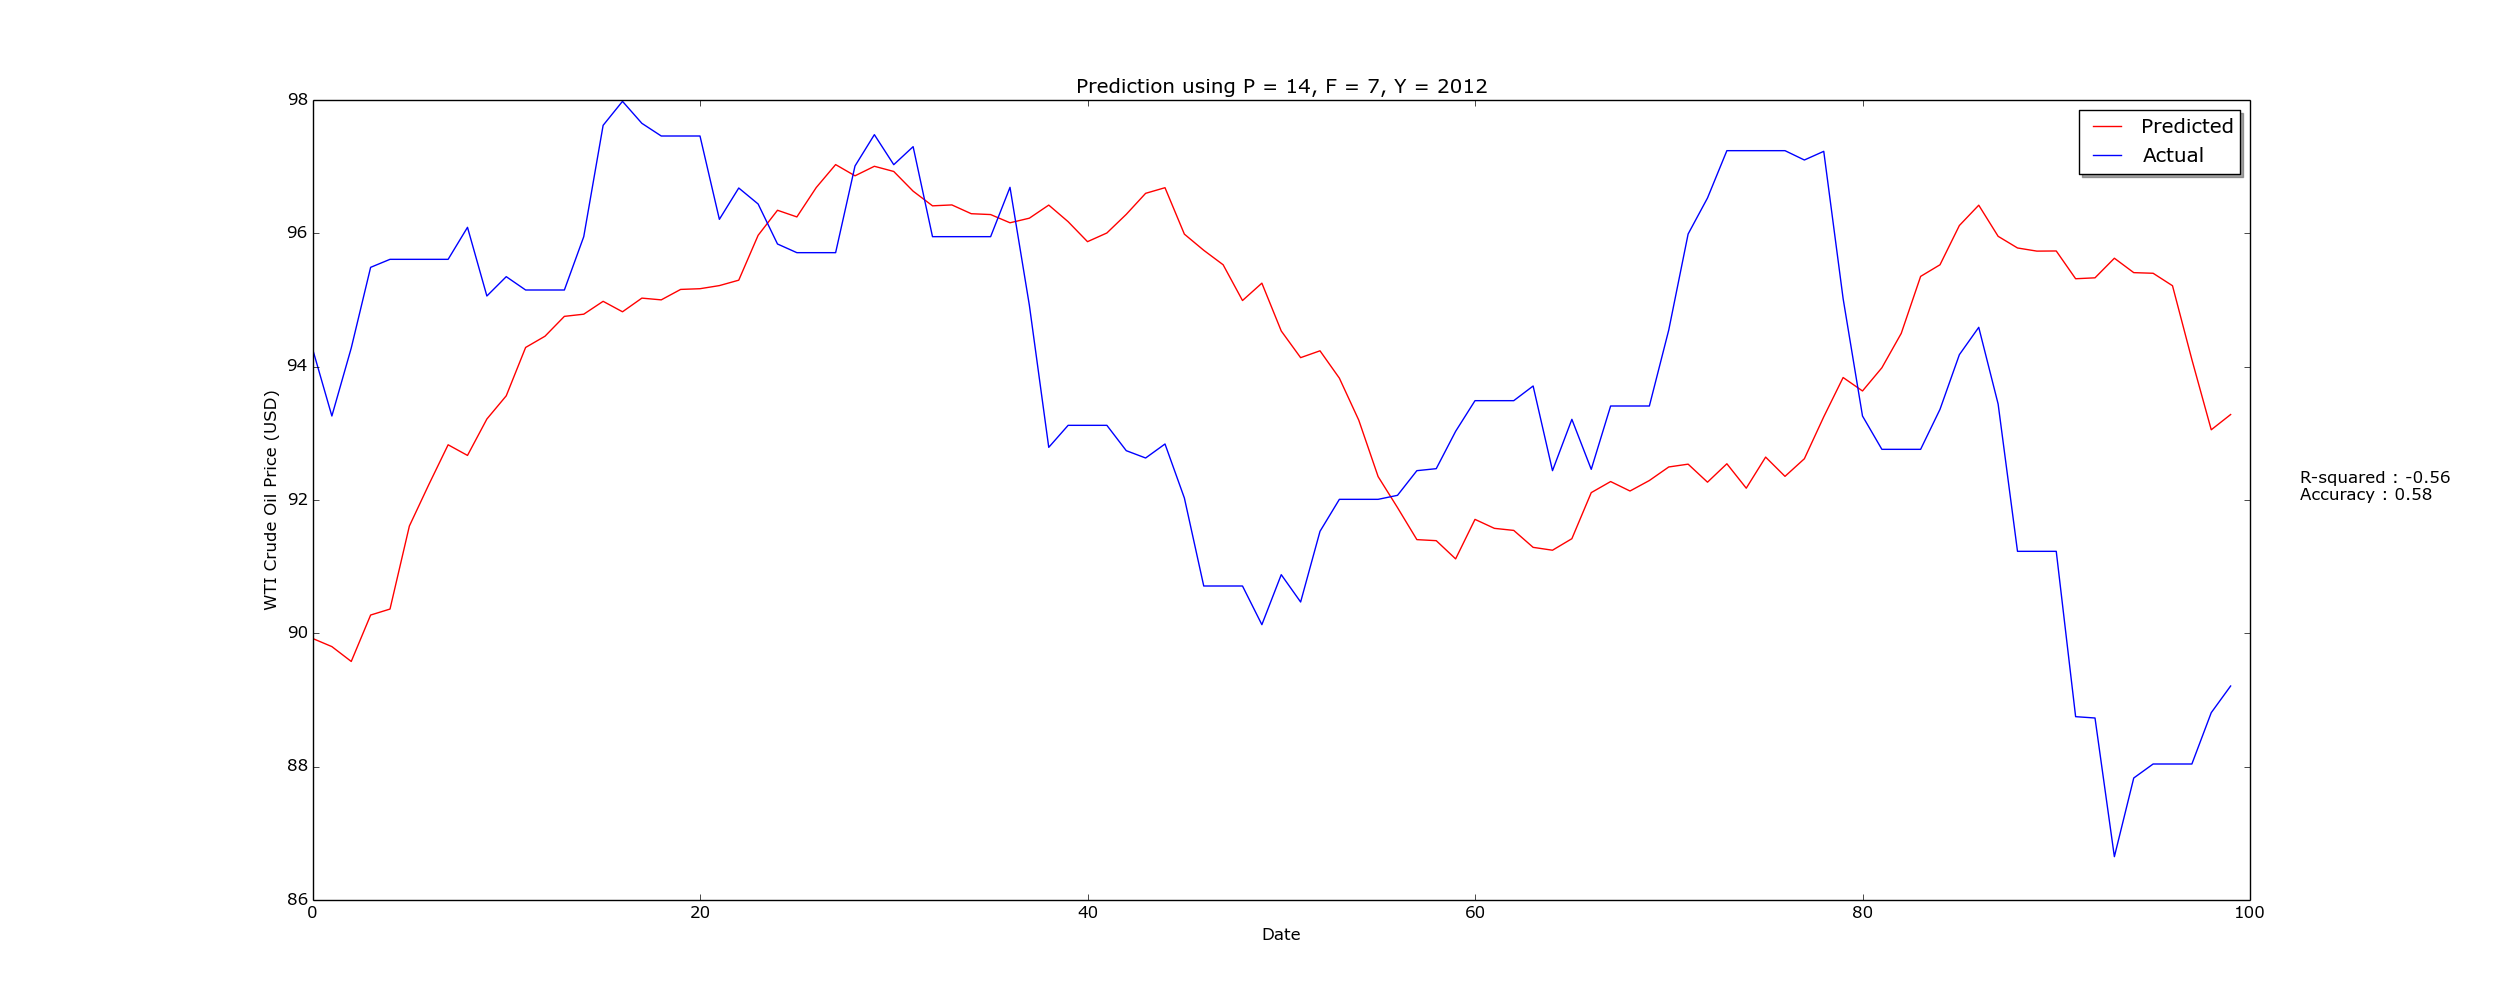 Prediction using P = 14, F = 7, Y = 2012
98
96
94
92
90
88
86
WTI Crude Oil Price (USD)
0
20
40
60
80
100
Date
Predicted
Actual
R-squared : -0.56
Accuracy : 0.58